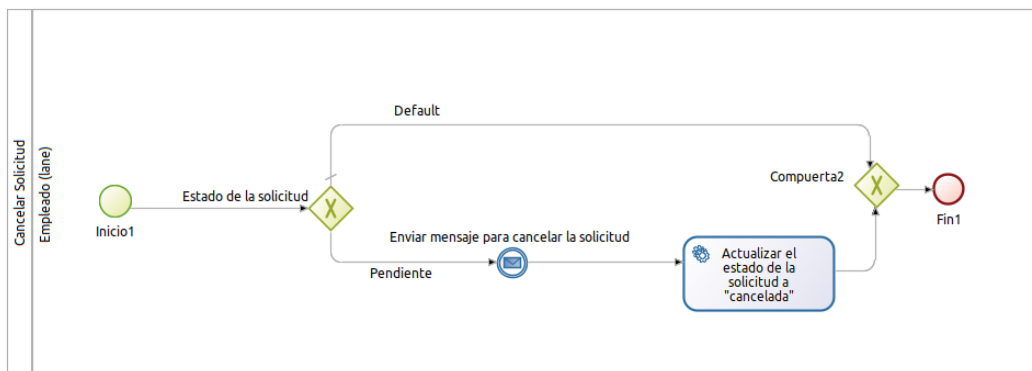 Cancelar Solicitud
Empleado (lane)
Default
Estado de la solicitud
Inicio1
Pendiente
Enviar mensaje para cancelar la solicitud
Actualizar el
estado de la
solicitud a
"cancelada"
Compuerta2
Fin1